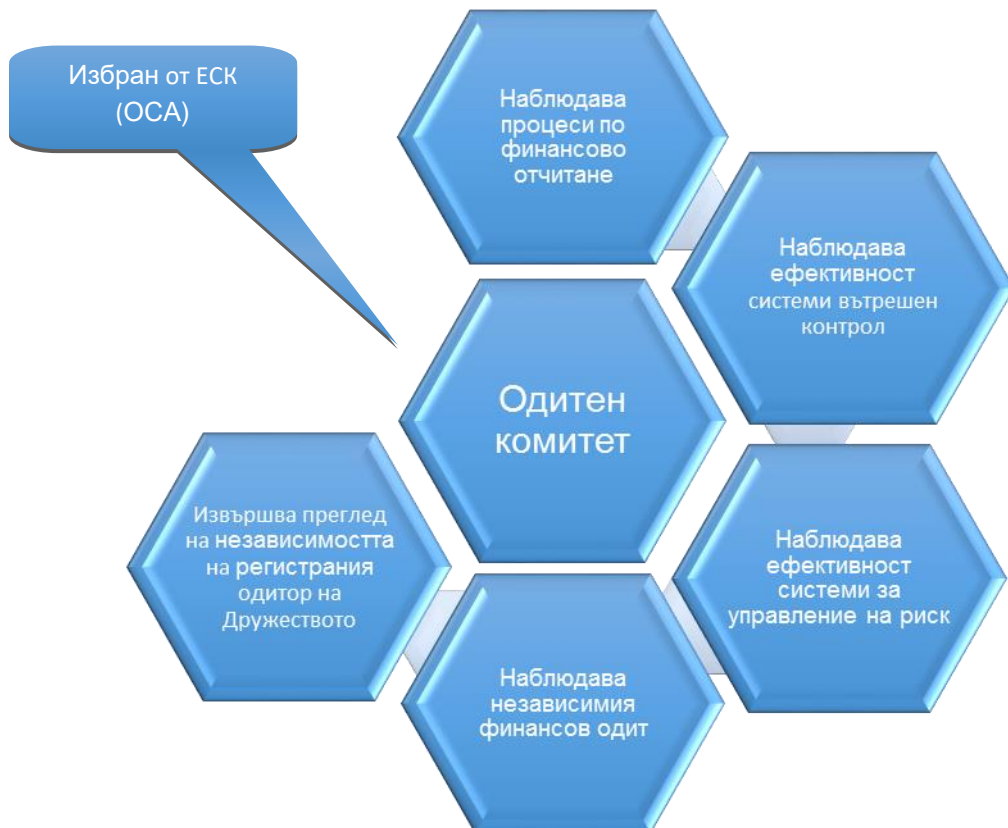 Избран от ЕСК
(ОСА)
Наблюдава
процеси по
финансово
отчитане
Наблюдава
ефективност
системи вътрешен
контрол
Одитен
комитет
Наблюдава
ефективност
системи за
управление на риск
Наблюдава
независимия
финансов одит
Извършва преглед
на независимостта
на регистрания
одитор на
Дружеството